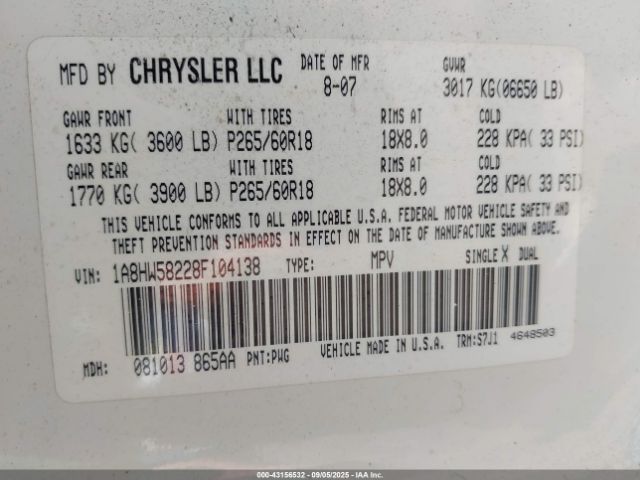 MFD BY CHRYSLER LLC DATE OF MFR GVWR
8-07 3017 KG(06650 LB)
GAWR FRONT WITH TIRES RIMS AT COLD
1633 KG( 3600 LB) P265/60R18 18X8.0 228 KPA( 33 PSI)
GAWR REAR WITH TIRES RIMS AT COLD
1770 KG( 3900 LB) P265/60R18 18X8.0 228 KPA( 33 PSI)
THIS VEHICLE CONFORMS TO ALL APPLICABLE U.S.A. FEDERAL MOTOR VEHICLE SAFETY AND
THEFT PREVENTION STANDARDS IN EFFECT ON THE DATE OF MANUFACTURE SHOWN ABOVE.
VIN: 1A8HW58228F104138 TYPE: MPV SINGLE X DUAL
MDH: 081013 865AA PNT:PWG VEHICLE MADE IN U.S.A. TRM:S7J1 4648503
000-43156532 - 09/05/2025 - IAAI.COM